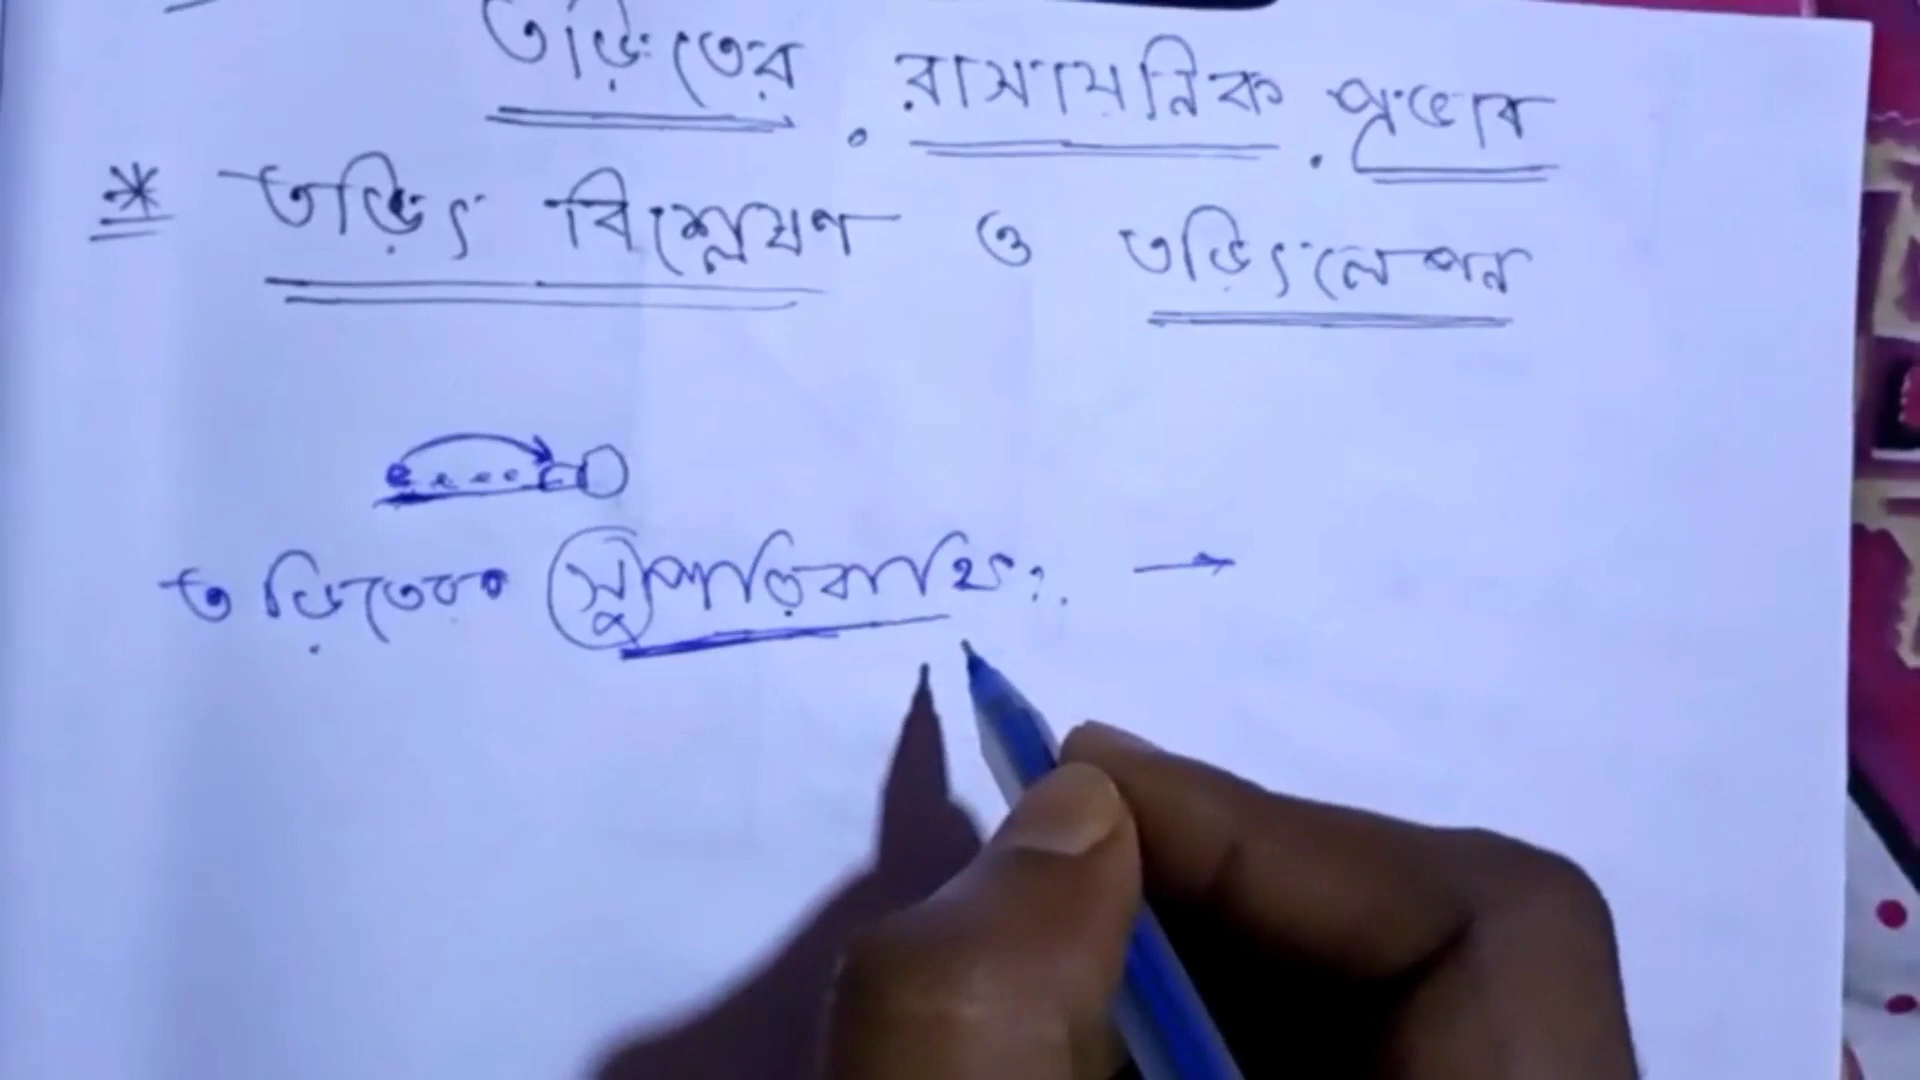 তড়িতের রাসায়নিক প্রভাব
* তড়িৎ বিশ্লেষণ ও তড়িৎলেপন
e
তড়িতের সুপরিবাহি :. →